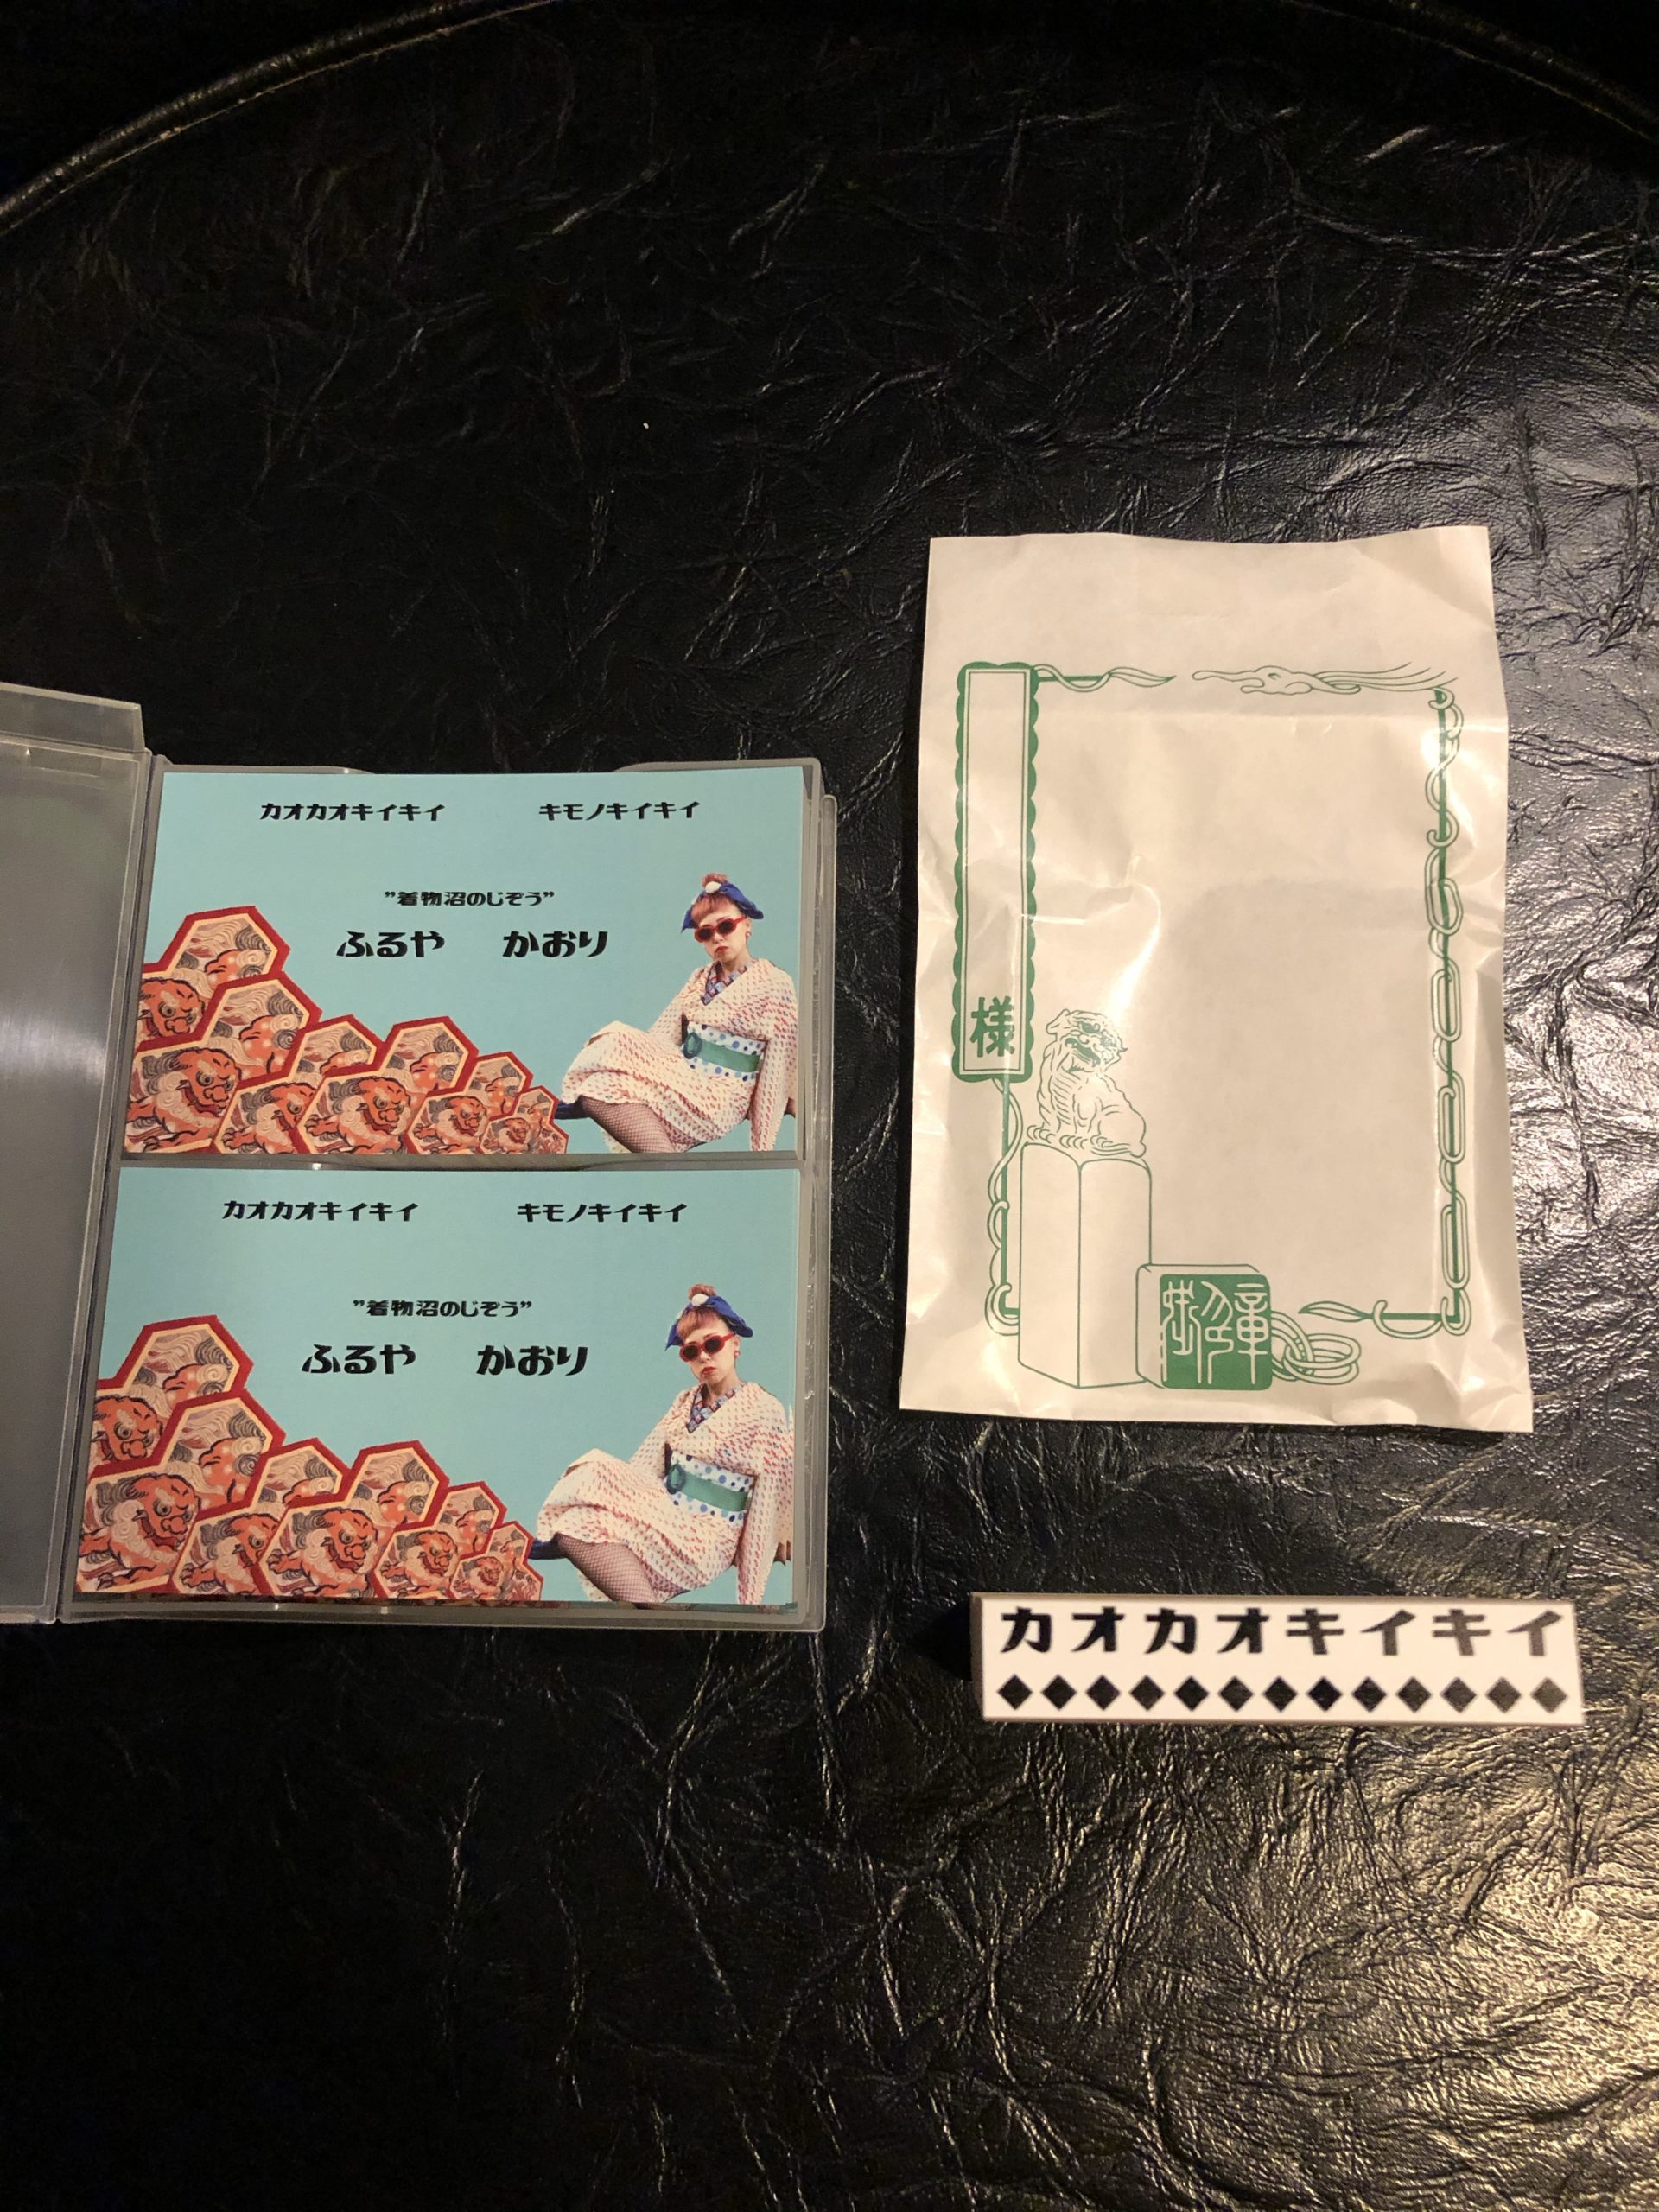 カオカオキイキイ キモノキイキイ
”着物沼のじぞう”
ふるや かおり
カオカオキイキイ キモノキイキイ
”着物沼のじぞう”
ふるや かおり
様
カオカオキイキイ
◆◆◆◆◆◆◆◆◆◆◆◆◆